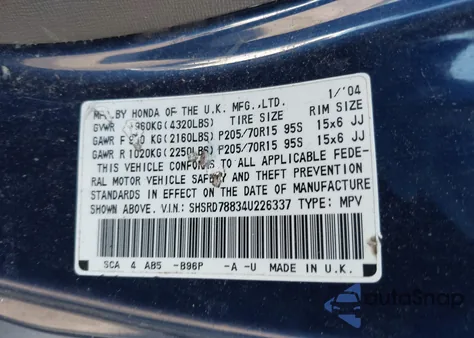 MFD.BY HONDA OF THE U.K. MFG.,LTD. 1/'04
GVWR 1960KG(4320LBS) TIRE SIZE RIM SIZE
GAWR F KG(2160LBS) P205/70R15 95S 15x6 JJ
GAWR R 1020KG(2250LBS) P205/70R15 95S 15x6 JJ
THIS VEHICLE CONFORMS TO ALL APPLICABLE FEDE-
RAL MOTOR VEHICLE SAFETY AND THEFT PREVENTION
STANDARDS IN EFFECT ON THE DATE OF MANUFACTURE
SHOWN ABOVE. V.I.N: SHSRD78834U226337 TYPE: MPV
SCA 4 AB5 -B96P -A -U MADE IN U.K.
autosnap